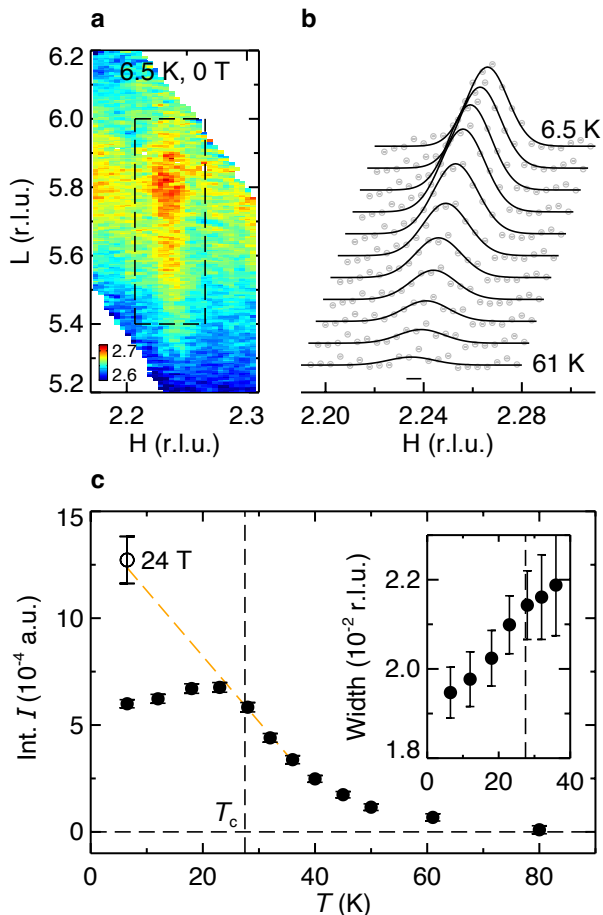 a
6.5 K, 0 T
6.2
6.0
5.8
5.6
5.4
5.2
L (r.l.u.)
2.7
2.6
2.2
2.3
H (r.l.u.)
b
6.5 K
61 K
2.20
2.24
2.28
H (r.l.u.)
c
15
10
5
0
Int. I (10⁻⁴ a.u.)
24 T
Tc
0
20
40
60
80
100
T (K)
2.2
2.0
1.8
Width (10⁻² r.l.u.)
0
20
40